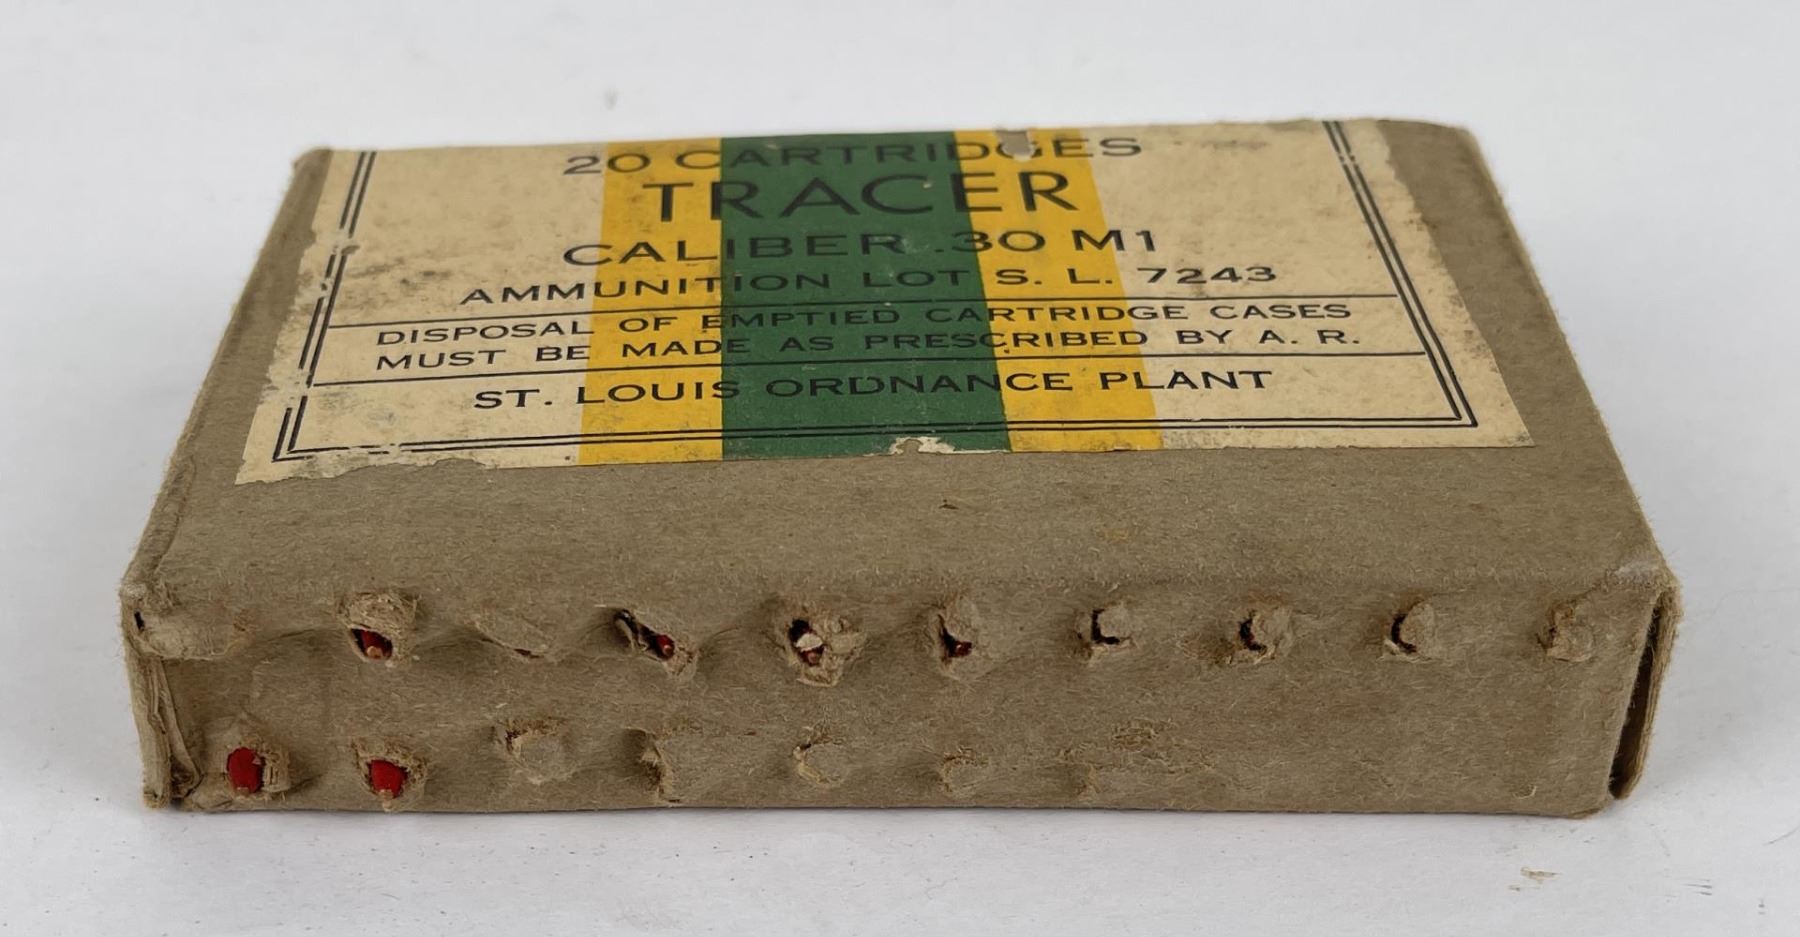 20 CARTRIDGES
TRACER
CALIBER .30 M1
AMMUNITION LOT S. L. 7243
DISPOSAL OF EMPTIED CARTRIDGE CASES
MUST BE MADE AS PRESCRIBED BY A. R.
ST. LOUIS ORDNANCE PLANT